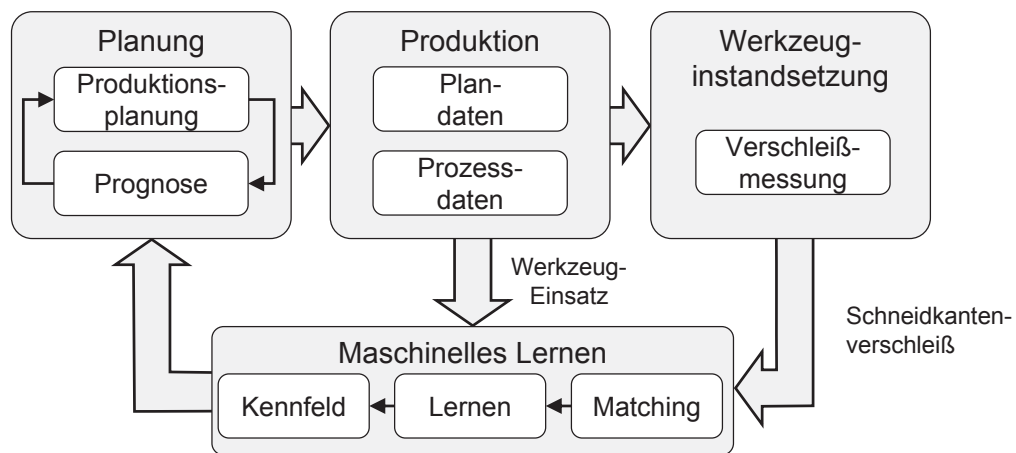 Planung
Produktions-
planung
Prognose
Produktion
Plan-
daten
Prozess-
daten
Werkzeug-
instandsetzung
Verschleiß-
messung
Werkzeug-
Einsatz
Schneidkanten-
verschleiß
Maschinelles Lernen
Kennfeld
Lernen
Matching